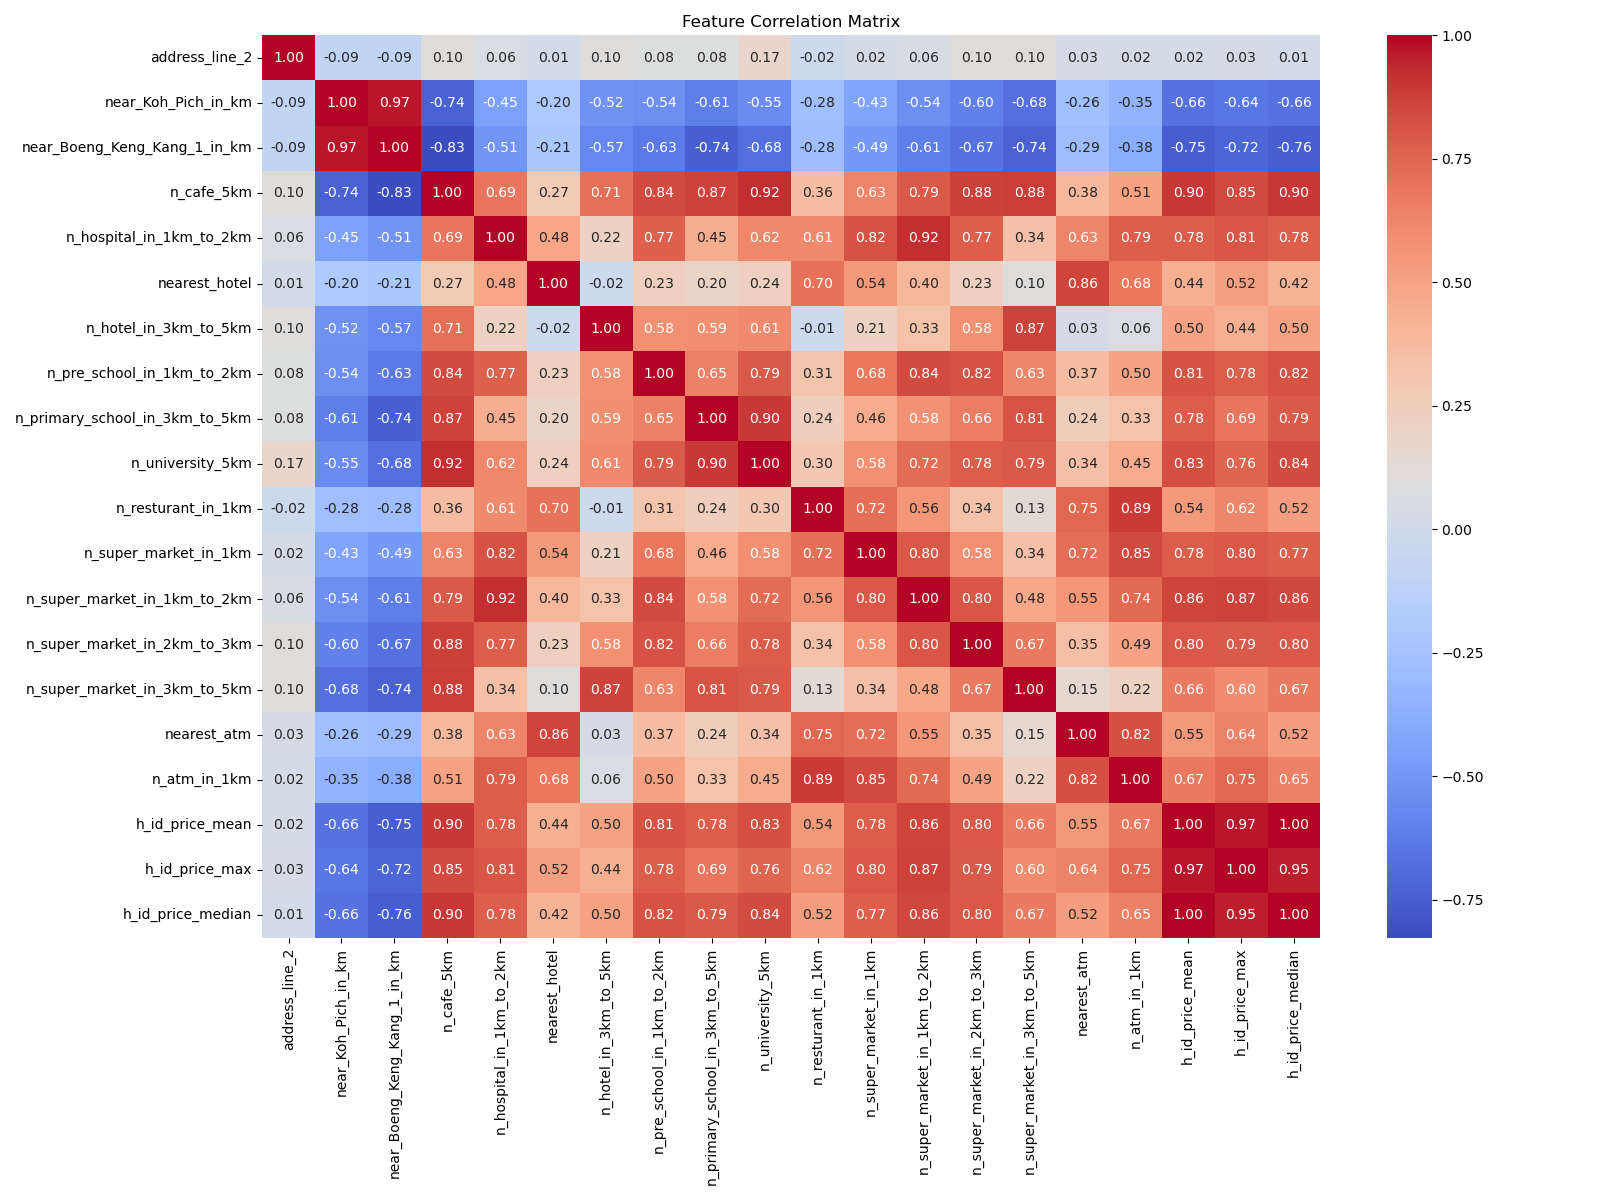 Feature Correlation Matrix
address_line_2 1.00 -0.09 -0.09 0.10 0.06 0.01 0.10 0.08 0.08 0.17 -0.02 0.02 0.06 0.10 0.10 0.03 0.02 0.02 0.03 0.01
near_Koh_Pich_in_km -0.09 1.00 0.97 -0.74 -0.45 -0.20 -0.52 -0.54 -0.61 -0.55 -0.28 -0.43 -0.54 -0.60 -0.68 -0.26 -0.35 -0.66 -0.64 -0.66
near_Boeng_Keng_Kang_1_in_km -0.09 0.97 1.00 -0.83 -0.51 -0.21 -0.57 -0.63 -0.74 -0.68 -0.28 -0.49 -0.61 -0.67 -0.74 -0.29 -0.38 -0.75 -0.72 -0.76
n_cafe_5km 0.10 -0.74 -0.83 1.00 0.69 0.27 0.71 0.84 0.87 0.92 0.36 0.63 0.79 0.88 0.88 0.38 0.51 0.90 0.85 0.90
n_hospital_in_1km_to_2km 0.06 -0.45 -0.51 0.69 1.00 0.48 0.22 0.77 0.45 0.62 0.61 0.82 0.92 0.77 0.34 0.63 0.79 0.78 0.81 0.78
nearest_hotel 0.01 -0.20 -0.21 0.27 0.48 1.00 -0.02 0.23 0.20 0.24 0.70 0.54 0.40 0.23 0.10 0.86 0.68 0.44 0.52 0.42
n_hotel_in_3km_to_5km 0.10 -0.52 -0.57 0.71 0.22 -0.02 1.00 0.58 0.59 0.61 -0.01 0.21 0.33 0.58 0.87 0.03 0.06 0.50 0.44 0.50
n_pre_school_in_1km_to_2km 0.08 -0.54 -0.63 0.84 0.77 0.23 0.58 1.00 0.65 0.79 0.31 0.68 0.84 0.82 0.63 0.37 0.50 0.81 0.78 0.82
n_primary_school_in_3km_to_5km 0.08 -0.61 -0.74 0.87 0.45 0.20 0.59 0.65 1.00 0.90 0.24 0.46 0.58 0.66 0.81 0.24 0.33 0.78 0.69 0.79
n_university_5km 0.17 -0.55 -0.68 0.92 0.62 0.24 0.61 0.79 0.90 1.00 0.30 0.58 0.72 0.78 0.79 0.34 0.45 0.83 0.76 0.84
n_resturant_in_1km -0.02 -0.28 -0.28 0.36 0.61 0.70 -0.01 0.31 0.24 0.30 1.00 0.72 0.56 0.34 0.13 0.75 0.89 0.54 0.62 0.52
n_super_market_in_1km 0.02 -0.43 -0.49 0.63 0.82 0.54 0.21 0.68 0.46 0.58 0.72 1.00 0.80 0.58 0.34 0.72 0.85 0.78 0.80 0.77
n_super_market_in_1km_to_2km 0.06 -0.54 -0.61 0.79 0.92 0.40 0.33 0.84 0.58 0.72 0.56 0.80 1.00 0.80 0.48 0.55 0.74 0.86 0.87 0.86
n_super_market_in_2km_to_3km 0.10 -0.60 -0.67 0.88 0.77 0.23 0.58 0.82 0.66 0.78 0.34 0.58 0.80 1.00 0.67 0.35 0.49 0.80 0.79 0.80
n_super_market_in_3km_to_5km 0.10 -0.68 -0.74 0.88 0.34 0.10 0.87 0.63 0.81 0.79 0.13 0.34 0.48 0.67 1.00 0.15 0.22 0.66 0.60 0.67
nearest_atm 0.03 -0.26 -0.29 0.38 0.63 0.86 0.03 0.37 0.24 0.34 0.75 0.72 0.55 0.35 0.15 1.00 0.82 0.55 0.64 0.52
n_atm_in_1km 0.02 -0.35 -0.38 0.51 0.79 0.68 0.06 0.50 0.33 0.45 0.89 0.85 0.74 0.49 0.22 0.82 1.00 0.67 0.75 0.65
h_id_price_mean 0.02 -0.66 -0.75 0.90 0.78 0.44 0.50 0.81 0.78 0.83 0.54 0.78 0.86 0.80 0.66 0.55 0.67 1.00 0.97 1.00
h_id_price_max 0.03 -0.64 -0.72 0.85 0.81 0.52 0.44 0.78 0.69 0.76 0.62 0.80 0.87 0.79 0.60 0.64 0.75 0.97 1.00 0.95
h_id_price_median 0.01 -0.66 -0.76 0.90 0.78 0.42 0.50 0.82 0.79 0.84 0.52 0.77 0.86 0.80 0.67 0.52 0.65 1.00 0.95 1.00
address_line_2
near_Koh_Pich_in_km
near_Boeng_Keng_Kang_1_in_km
n_cafe_5km
n_hospital_in_1km_to_2km
nearest_hotel
n_hotel_in_3km_to_5km
n_pre_school_in_1km_to_2km
n_primary_school_in_3km_to_5km
n_university_5km
n_resturant_in_1km
n_super_market_in_1km
n_super_market_in_1km_to_2km
n_super_market_in_2km_to_3km
n_super_market_in_3km_to_5km
nearest_atm
n_atm_in_1km
h_id_price_mean
h_id_price_max
h_id_price_median
1.00
0.75
0.50
0.25
0.00
−0.25
−0.50
−0.75